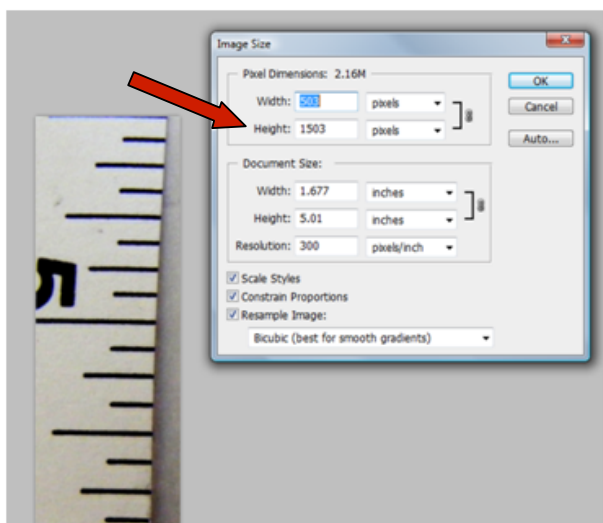 Image Size
Pixel Dimensions: 2.16M
Width: 503 pixels
Height: 1503 pixels
OK
Cancel
Auto...
Document Size:
Width: 1.677 inches
Height: 5.01 inches
Resolution: 300 pixels/inch
Scale Styles
Constrain Proportions
Resample Image:
Bicubic (best for smooth gradients)
5